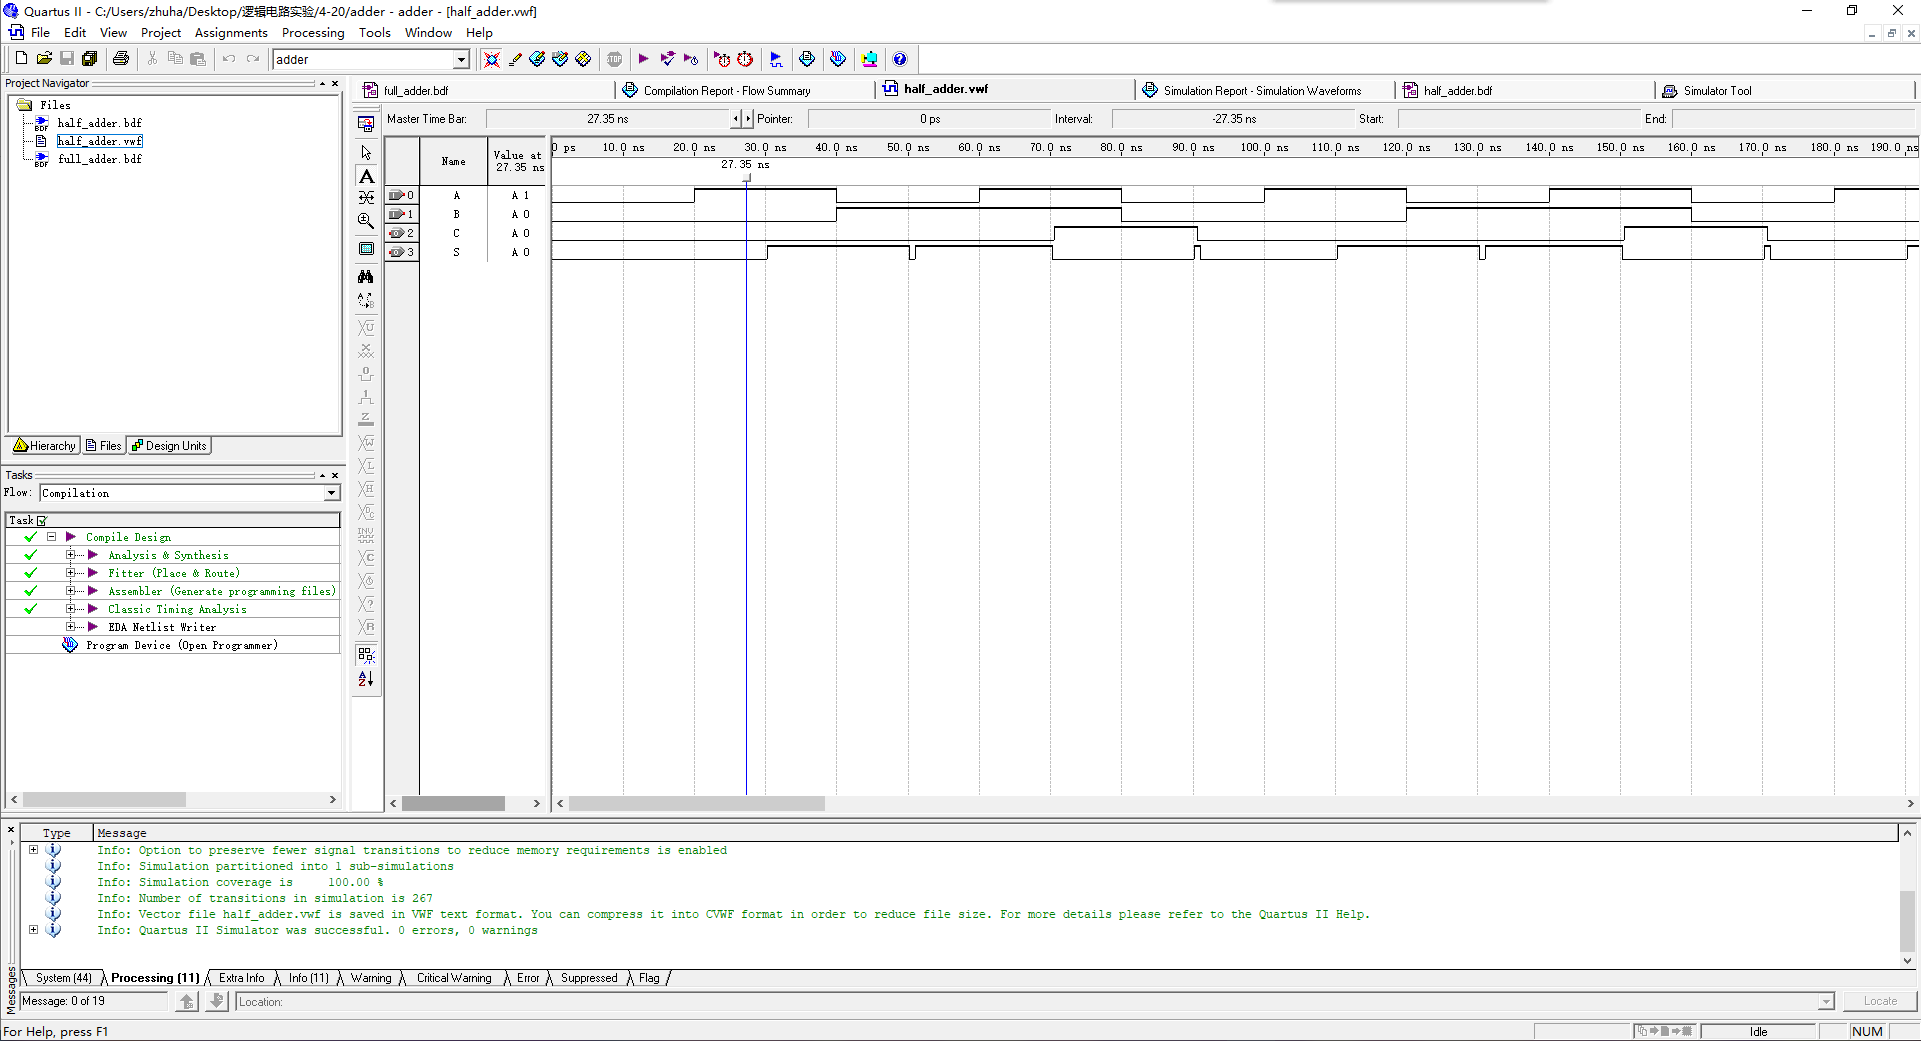 Quartus II - C:/Users/zhuha/Desktop/逻辑电路实验/4-20/adder - adder - [half_adder.vwf]
File Edit View Project Assignments Processing Tools Window Help
adder
Project Navigator
Files
half_adder.bdf
half_adder.vwf
full_adder.bdf
Hierarchy Files Design Units
Tasks
Flow: Compilation
Task
Compile Design
Analysis & Synthesis
Fitter (Place & Route)
Assembler (Generate programming files)
Classic Timing Analysis
EDA Netlist Writer
Program Device (Open Programmer)
full_adder.bdf Compilation Report - Flow Summary half_adder.vwf Simulation Report - Simulation Waveforms half_adder.bdf Simulator Tool
Master Time Bar: 27.35 ns Pointer: 0 ps Interval: -27.35 ns Start: End:
Name Value at 27.35 ns
0 ps 10.0 ns 20.0 ns 30.0 ns 40.0 ns 50.0 ns 60.0 ns 70.0 ns 80.0 ns 90.0 ns 100.0 ns 110.0 ns 120.0 ns 130.0 ns 140.0 ns 150.0 ns 160.0 ns 170.0 ns 180.0 ns 190.0 ns
27.35 ns
0 A A 1
1 B A 0
2 C A 0
3 S A 0
Type Message
Info: Option to preserve fewer signal transitions to reduce memory requirements is enabled
Info: Simulation partitioned into 1 sub-simulations
Info: Simulation coverage is 100.00 %
Info: Number of transitions in simulation is 267
Info: Vector file half_adder.vwf is saved in VWF text format. You can compress it into CVWF format in order to reduce file size. For more details please refer to the Quartus II Help.
Info: Quartus II Simulator was successful. 0 errors, 0 warnings
System (44) Processing (11) Extra Info Info (11) Warning Critical Warning Error Suppressed Flag
Messages
Message: 0 of 19 Location: Locate
For Help, press F1 Idle NUM